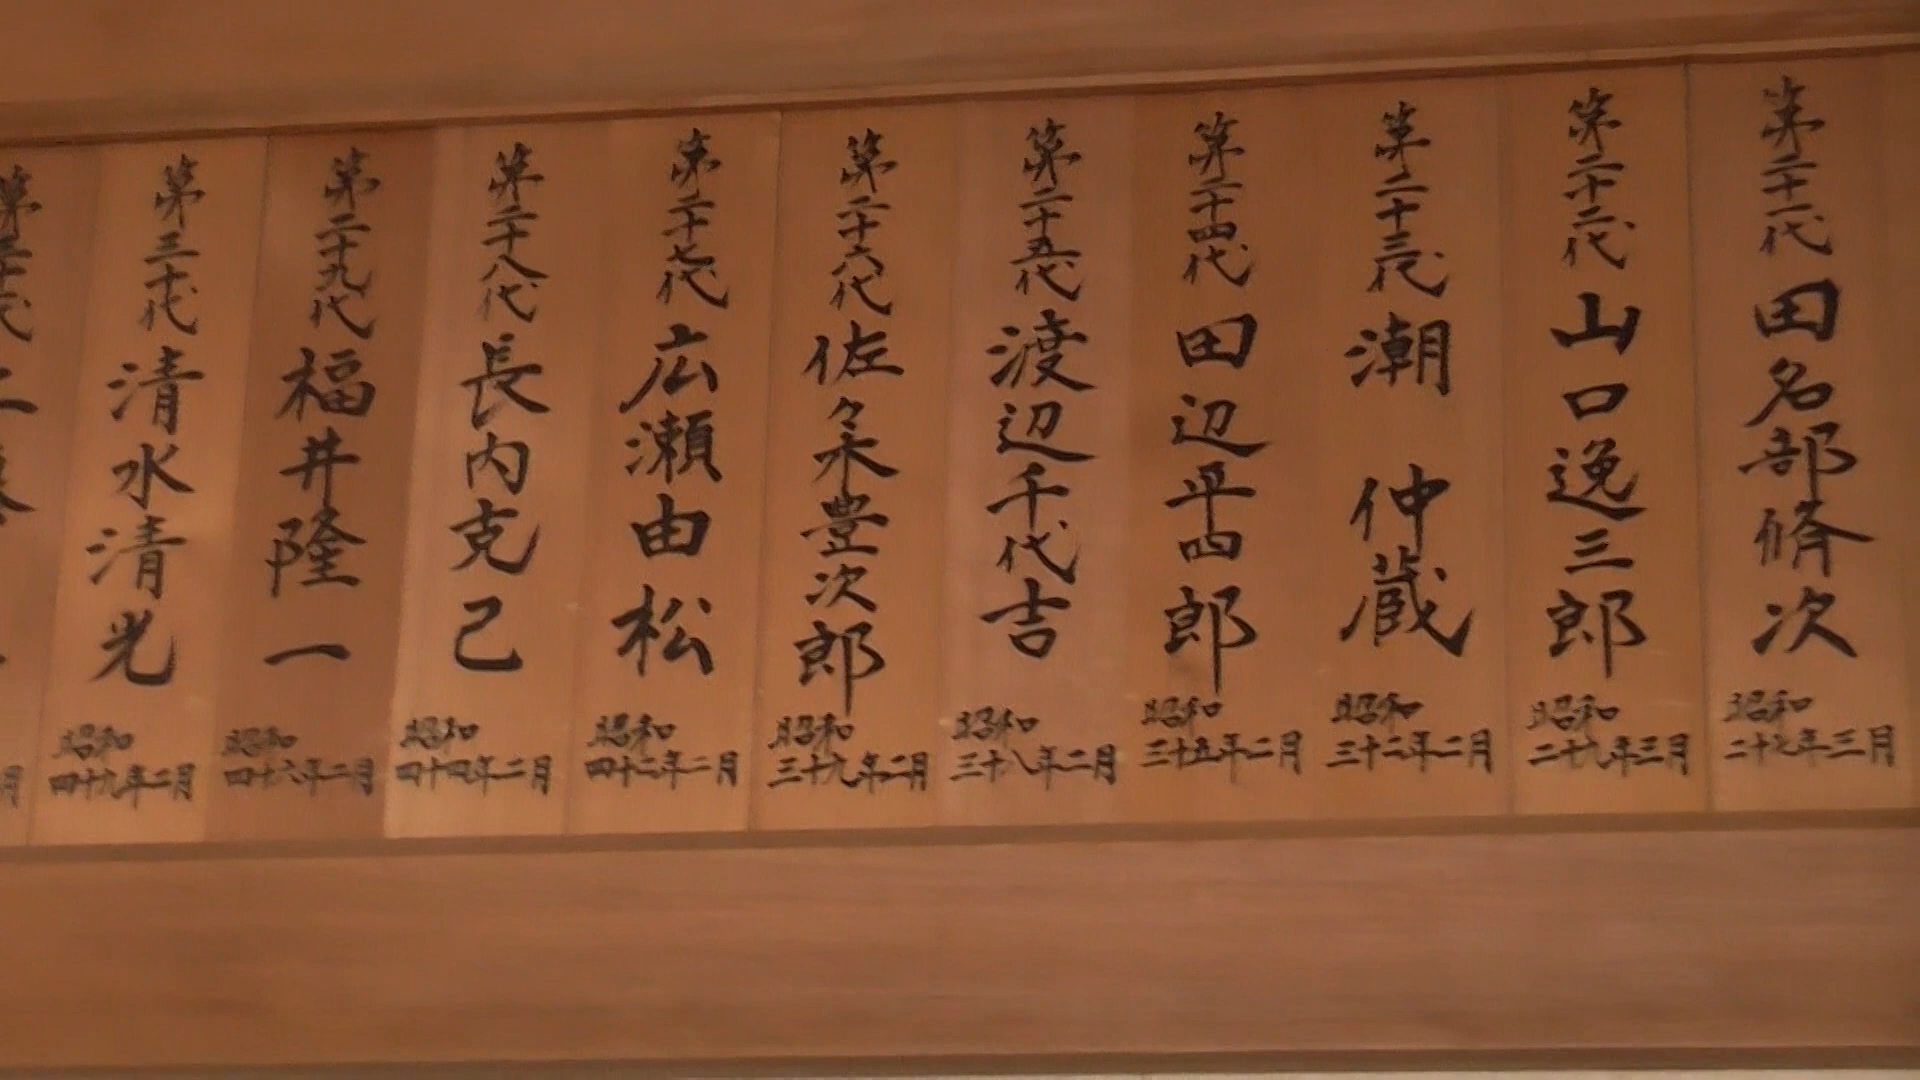 第二十一代 田名部脩次
昭和
二十七年三月
第二十二代 山口逸三郎
昭和
二十九年三月
第二十三代 潮 仲蔵
昭和
三十二年二月
第二十四代 田辺平四郎
昭和
三十五年二月
第二十五代 渡辺千代吉
昭和
三十八年二月
第二十六代 佐々木豊次郎
昭和
三十九年二月
第二十七代 広瀬由松
昭和
四十二年二月
第二十八代 長内克己
昭和
四十四年二月
第二十九代 福井隆一
昭和
四十六年二月
第三十代 清水清光
昭和
四十九年二月